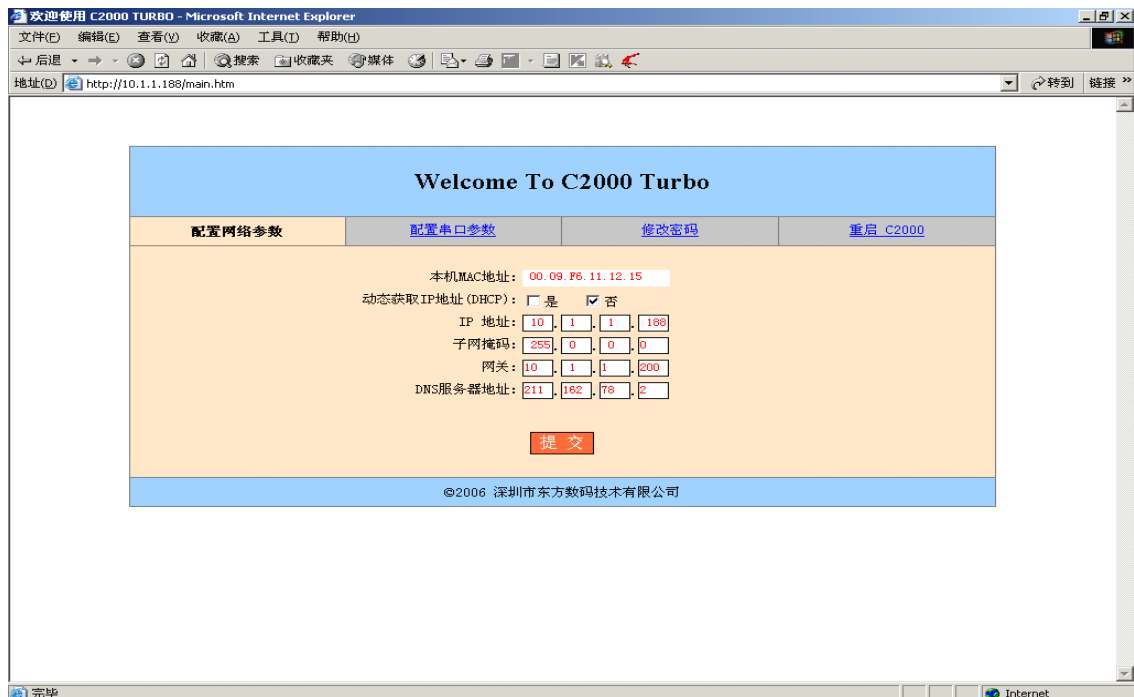 欢迎使用 C2000 TURBO - Microsoft Internet Explorer
文件(F) 编辑(E) 查看(V) 收藏(A) 工具(T) 帮助(H)
后退 搜索 收藏夹 媒体
地址(D) http://10.1.1.188/main.htm 转到 链接 »
Welcome To C2000 Turbo
配置网络参数 配置串口参数 修改密码 重启 C2000
本机MAC地址: 00.09.F6.11.12.15
动态获取IP地址(DHCP): 是 否
IP 地址: 10 . 1 . 1 . 188
子网掩码: 255 . 0 . 0 . 0
网关: 10 . 1 . 1 . 200
DNS服务器地址: 211 . 162 . 78 . 2
提 交
©2006 深圳市东方数码技术有限公司
完毕 Internet